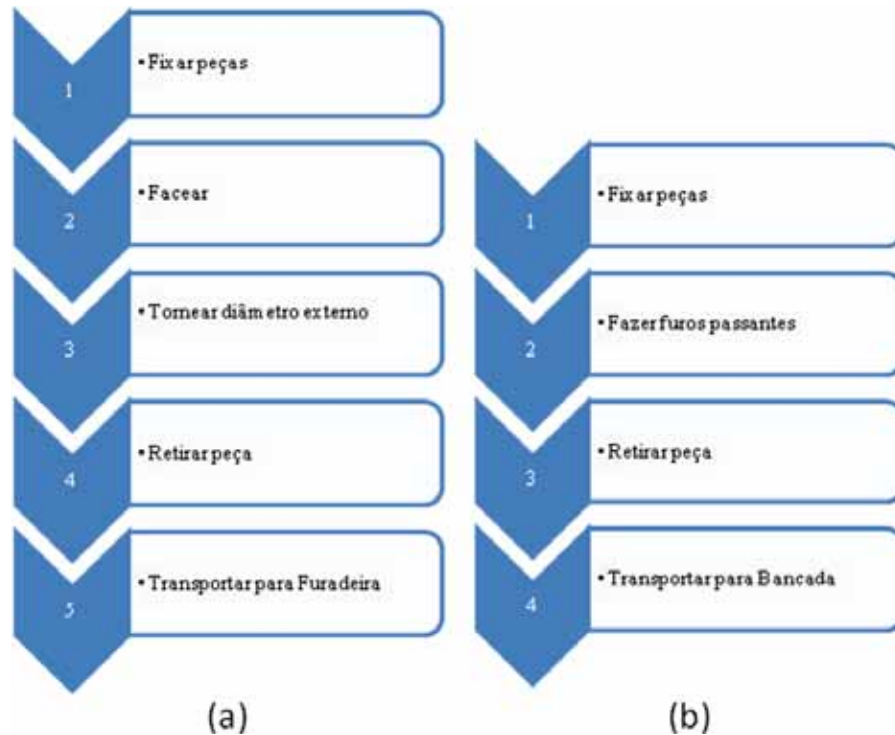 1
• Fixar peças
2
• Facear
3
• Tornear diâmetro externo
4
• Retirar peça
5
• Transportar para Furadeira
(a)
1
• Fixar peças
2
• Fazer furos passantes
3
• Retirar peça
4
• Transportar para Bancada
(b)